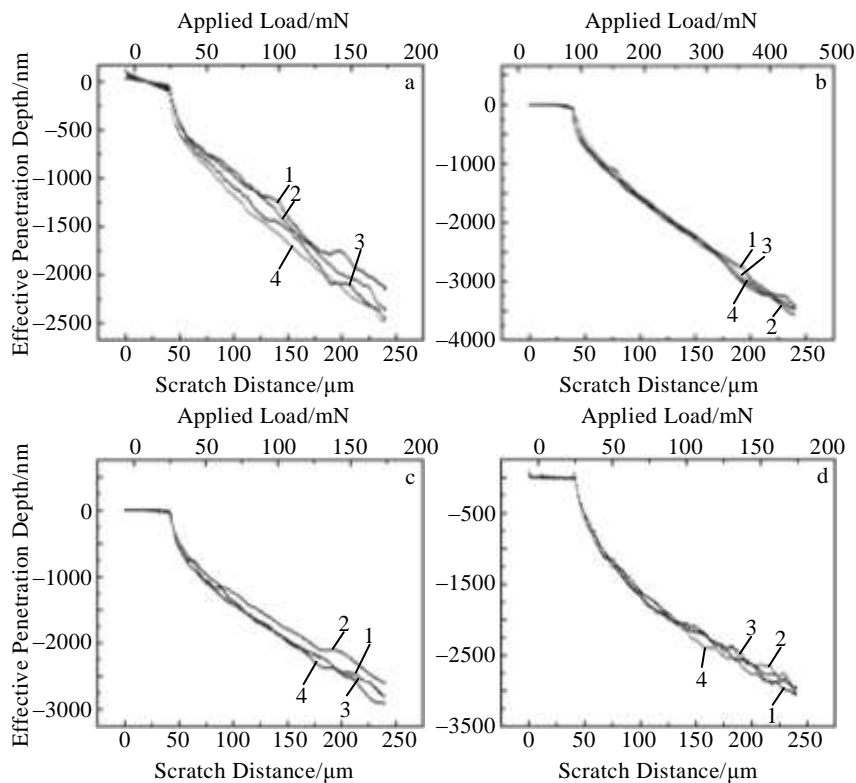 Applied Load/mN
0 50 100 150 200
Effective Penetration Depth/nm
0
−500
−1000
−1500
−2000
−2500
a
1
2
3
4
0 50 100 150 200 250
Scratch Distance/μm
Applied Load/mN
0 100 200 300 400 500
0
−1000
−2000
−3000
−4000
b
1
3
4
2
0 50 100 150 200 250
Scratch Distance/μm
Applied Load/mN
0 50 100 150 200
Effective Penetration Depth/nm
0
−1000
−2000
−3000
c
2
1
4
3
0 50 100 150 200 250
Scratch Distance/μm
Applied Load/mN
0 50 100 150 200
−500
−1500
−2500
−3500
d
3
2
4
1
0 50 100 150 200 250
Scratch Distance/μm